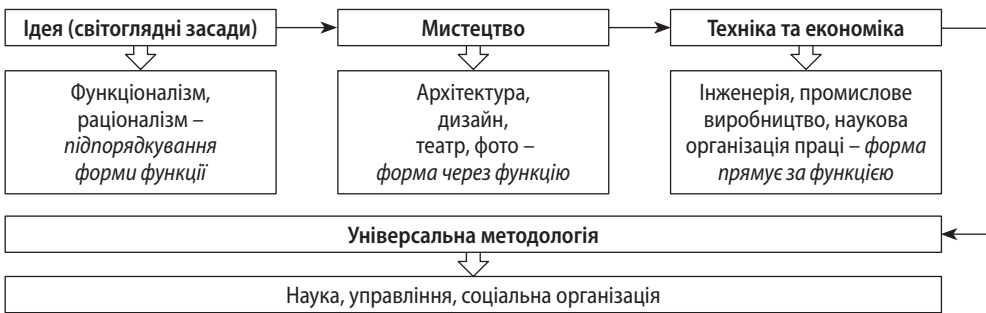 Ідея (світоглядні засади)
Мистецтво
Техніка та економіка
Функціоналізм,
раціоналізм –
підпорядкування
форми функції
Архітектура,
дизайн,
театр, фото –
форма через функцію
Інженерія, промислове
виробництво, наукова
організація праці – форма
прямує за функцією
Універсальна методологія
Наука, управління, соціальна організація